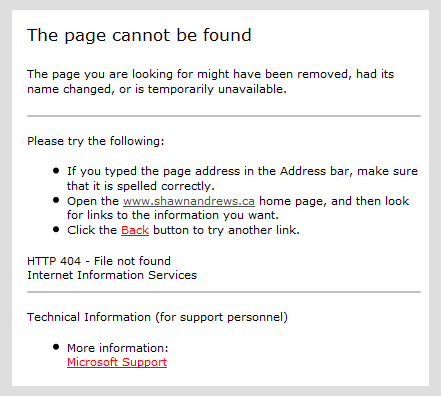 The page cannot be found
The page you are looking for might have been removed, had its
name changed, or is temporarily unavailable.
Please try the following:
If you typed the page address in the Address bar, make sure
that it is spelled correctly.
Open the www.shawnandrews.ca home page, and then look
for links to the information you want.
Click the Back button to try another link.
HTTP 404 - File not found
Internet Information Services
Technical Information (for support personnel)
More information:
Microsoft Support